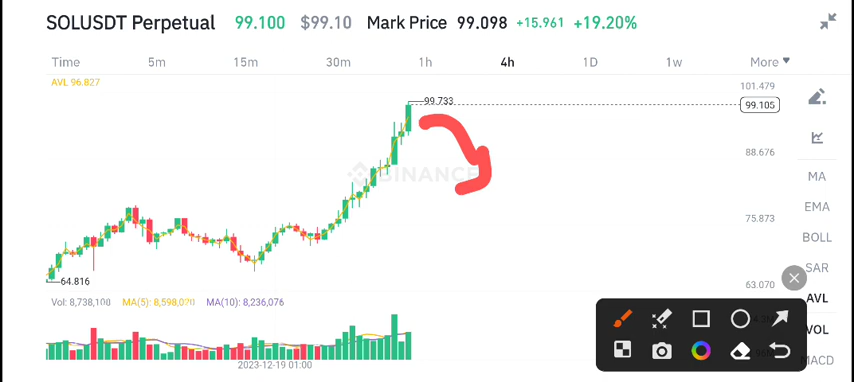 SOLUSDT Perpetual 99.100 $99.10 Mark Price 99.098 +15.961 +19.20%
Time 5m 15m 30m 1h 4h 1D 1w More
AVL 96.827
101.479
99.733
99.105
88.676
BINANCE
MA
EMA
75.873
BOLL
SAR
64.816
63.070
Vol: 8,738,100 MA(5): 8,598,020 MA(10): 8,236,076
AVL
VOL
MACD
2023-12-19 01:00